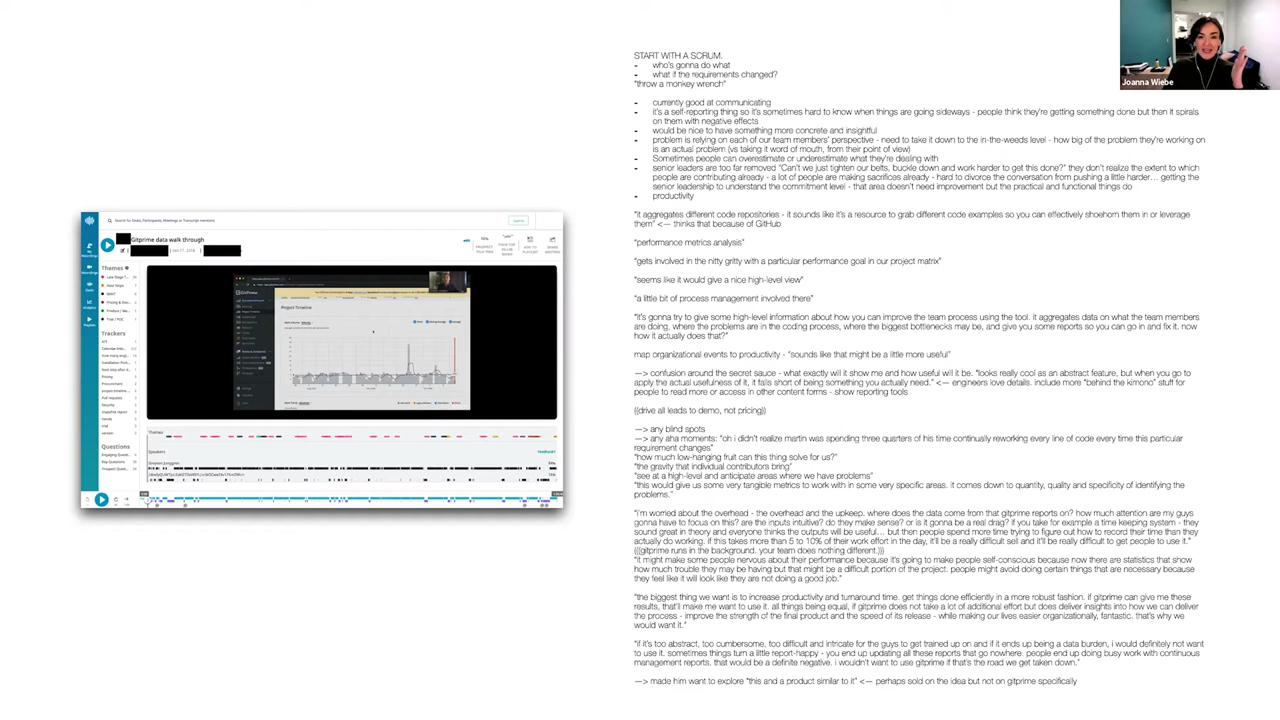 START WITH A SCRUM.
- who's gonna do what
- what if the requirements changed?
"throw a monkey wrench"
- currently good at communicating
- it's a self-reporting thing so it's sometimes hard to know when things are going sideways - people think they're getting something done but then it spirals
on them with negative effects
- would be nice to have something more concrete and insightful
- problem is relying on each of our team members' perspective - need to take it down to the in-the-weeds level - how big of the problem they're working on
is an actual problem (vs taking it word of mouth, from their point of view)
- Sometimes people can overestimate or underestimate what they're dealing with
- senior leaders are too far removed "Can't we just tighten our belts, buckle down and work harder to get this done?" they don't realize the extent to which
people are contributing already - a lot of people are making sacrifices already - hard to divorce the conversation from pushing a little harder... getting the
senior leadership to understand the commitment level - that area doesn't need improvement but the practical and functional things do
- productivity
"it aggregates different code repositories - it sounds like it's a resource to grab different code examples so you can effectively shoehorn them in or leverage
them" <— thinks that because of GitHub
"performance metrics analysis"
"gets involved in the nitty gritty with a particular performance goal in our project matrix"
"seems like it would give a nice high-level view"
"a little bit of process management involved there"
"it's gonna try to give some high-level information about how you can improve the team process using the tool. it aggregates data on what the team members
are doing, where the problems are in the coding process, where the biggest bottlenecks may be, and give you some reports so you can go in and fix it. now
how it actually does that?"
map organizational events to productivity - "sounds like that might be a little more useful"
—> confusion around the secret sauce - what exactly will it show me and how useful will it be. "looks really cool as an abstract feature, but when you go to
apply the actual usefulness of it, it falls short of being something you actually need." <— engineers love details. include more "behind the kimono" stuff for
people to read more or access in other content forms - show reporting tools
((drive all leads to demo, not pricing))
—> any blind spots
—> any aha moments: "oh i didn't realize martin was spending three quarters of his time continually reworking every line of code every time this particular
requirement changes"
"how much low-hanging fruit can this thing solve for us?"
"the gravity that individual contributors bring"
"see at a high-level and anticipate areas where we have problems
"this would give us some very tangible metrics to work with in some very specific areas. it comes down to quantity, quality and specificity of identifying the
problems."
"i'm worried about the overhead - the overhead and the upkeep. where does the data come from that gitprime reports on? how much attention are my guys
gonna have to focus on this? are the inputs intuitive? do they make sense? or is it gonna be a real drag? if you take for example a time keeping system - they
sound great in theory and everyone thinks the outputs will be useful... but then people spend more time trying to figure out how to record their time than they
actually do working. if this takes more than 5 to 10% of their work effort in the day, it'll be a really difficult sell and it'll be really difficult to get people to use it."
(((gitprime runs in the background. your team does nothing different.)))
"it might make some people nervous about their performance because it's going to make people self-conscious because now there are statistics that show
how much trouble they may be having but that might be a difficult portion of the project. people might avoid doing certain things that are necessary because
they feel like it will look like they are not doing a good job."
"the biggest thing we want is to increase productivity and turnaround time. get things done efficiently in a more robust fashion. if gitprime can give me these
results, that'll make me want to use it. all things being equal, if gitprime does not take a lot of additional effort but does deliver insights into how we can deliver
the process - improve the strength of the final product and the speed of its release - while making our lives easier organizationally, fantastic. that's why we
would want it."
"if it's too abstract, too cumbersome, too difficult and intricate for the guys to get trained up on and if it ends up being a data burden, i would definitely not want
to use it. sometimes things turn a little report-happy - you end up updating all these reports that go nowhere. people end up doing busy work with continuous
management reports. that would be a definite negative. i wouldn't want to use gitprime if that's the road we get taken down."
—> made him want to explore "this and a product similar to it" <— perhaps sold on the idea but not on gitprime specifically
Joanna Wiebe
Search for Deals, Participants, Meetings or Transcript mentions
Gitprime data walk through
Themes
Trackers
Pricing
Procurement
Pull requests
Security
trends
trial
version
Questions
Project Timeline
Themes
Speakers